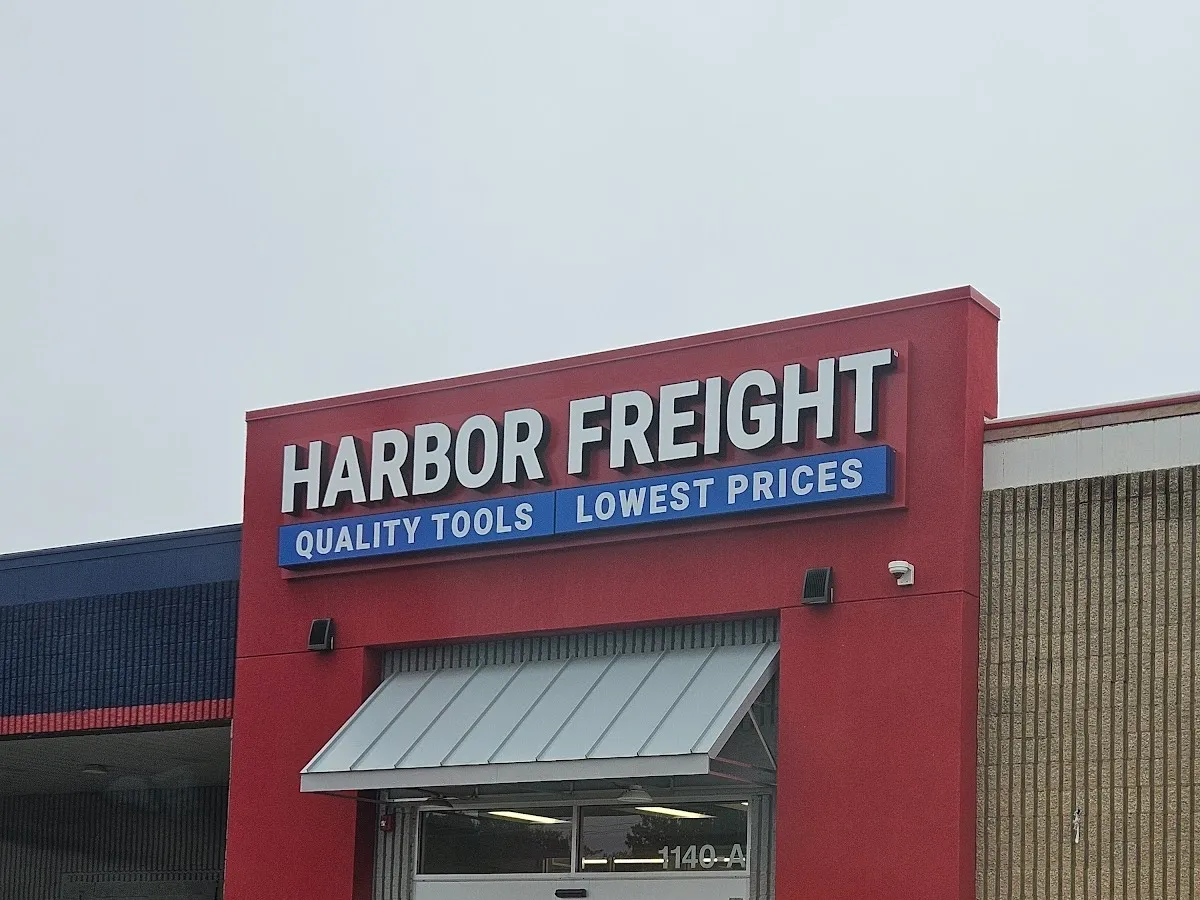 HARBOR FREIGHT
QUALITY TOOLS LOWEST PRICES
1140-A